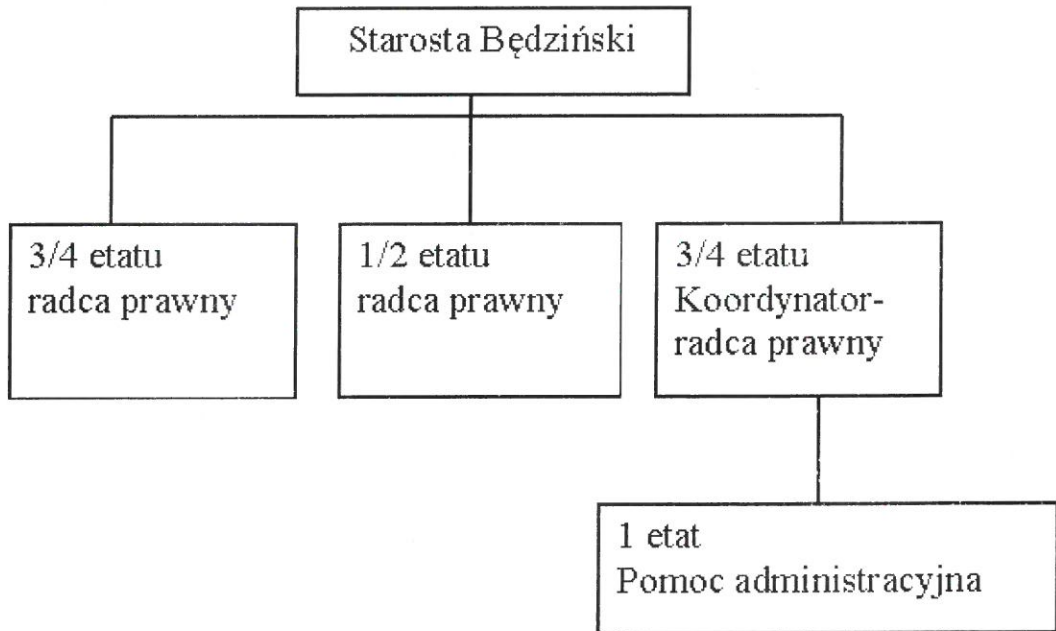 Starosta Będziński
3/4 etatu
radca prawny
1/2 etatu
radca prawny
3/4 etatu
Koordynator-
radca prawny
1 etat
Pomoc administracyjna